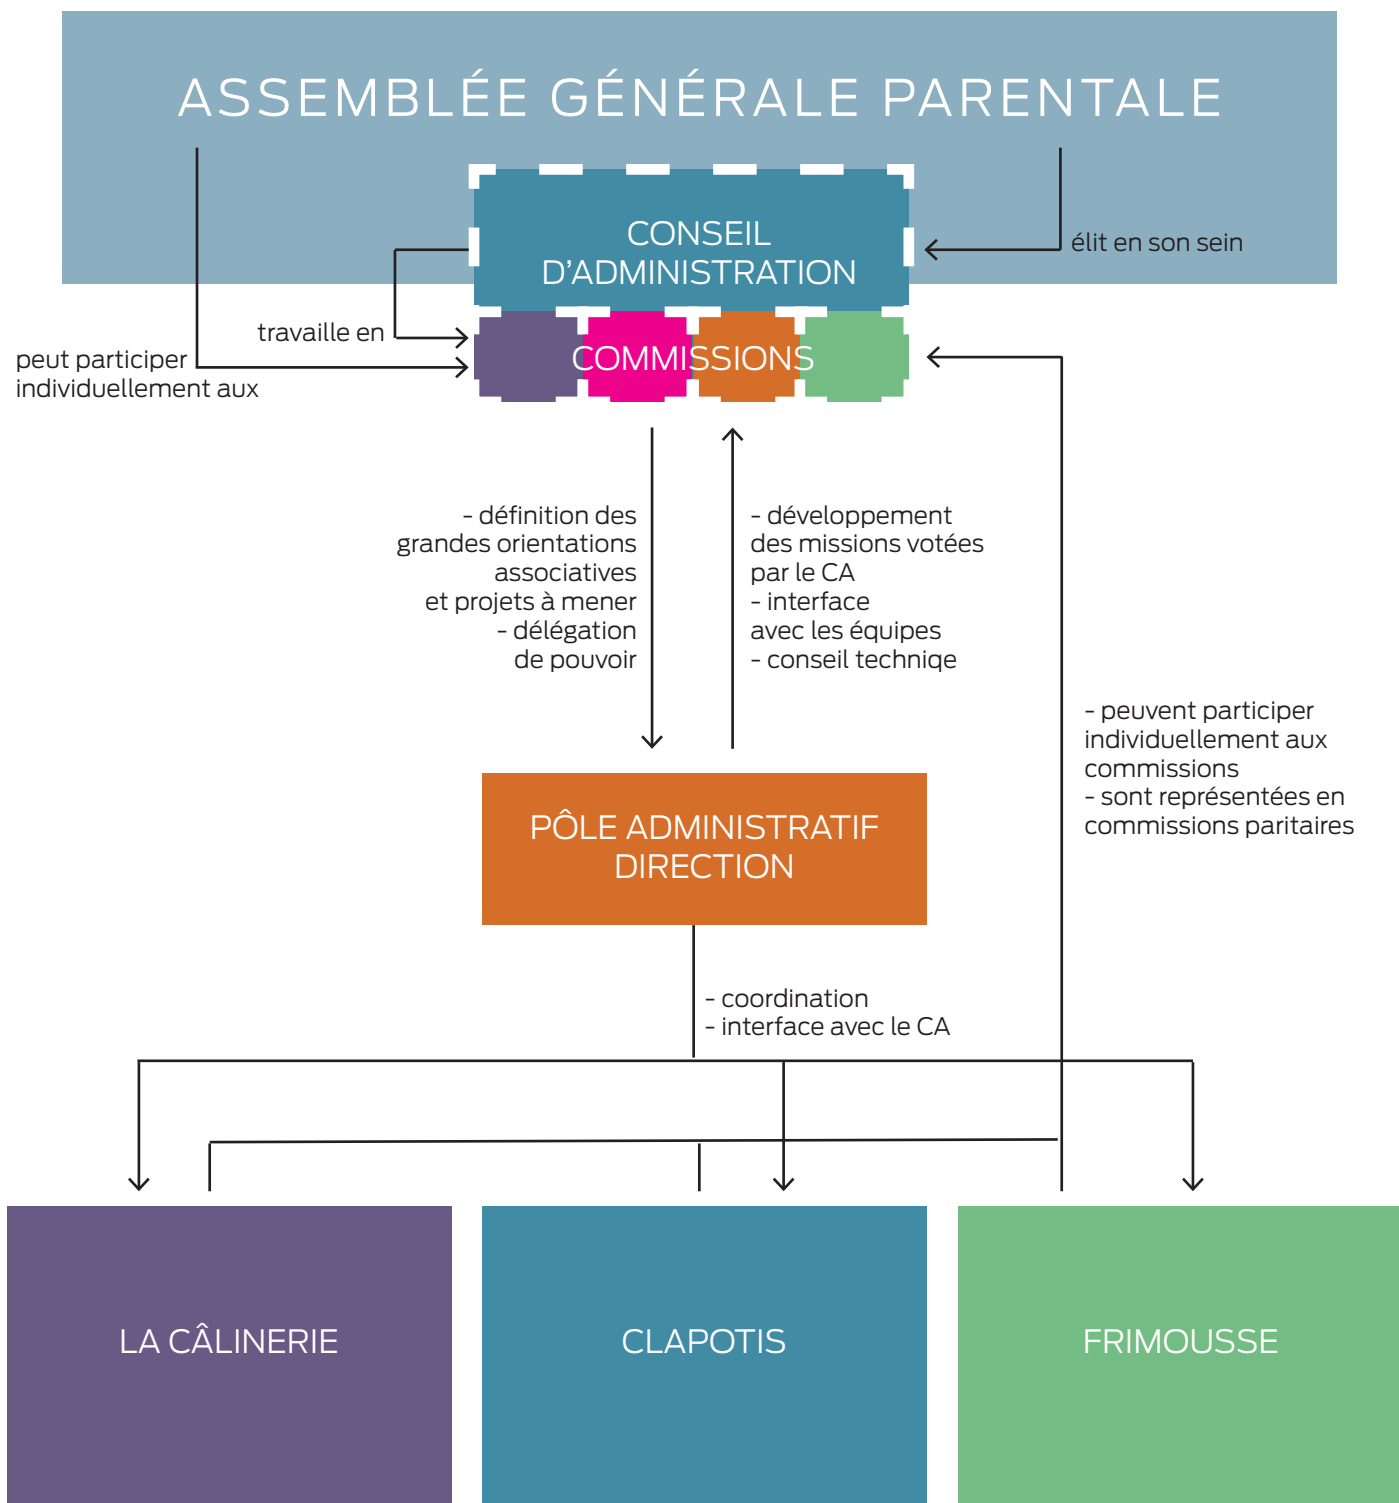 ASSEMBLÉE GÉNÉRALE PARENTALE
CONSEIL
D'ADMINISTRATION
élit en son sein
travaille en
peut participer
individuellement aux
COMMISSIONS
- définition des
grandes orientations
associatives
et projets à mener
- délégation
de pouvoir
- développement
des missions votées
par le CA
- interface
avec les équipes
- conseil techniqe
- peuvent participer
individuellement aux
commissions
- sont représentées en
commissions paritaires
PÔLE ADMINISTRATIF
DIRECTION
- coordination
- interface avec le CA
LA CÂLINERIE
CLAPOTIS
FRIMOUSSE